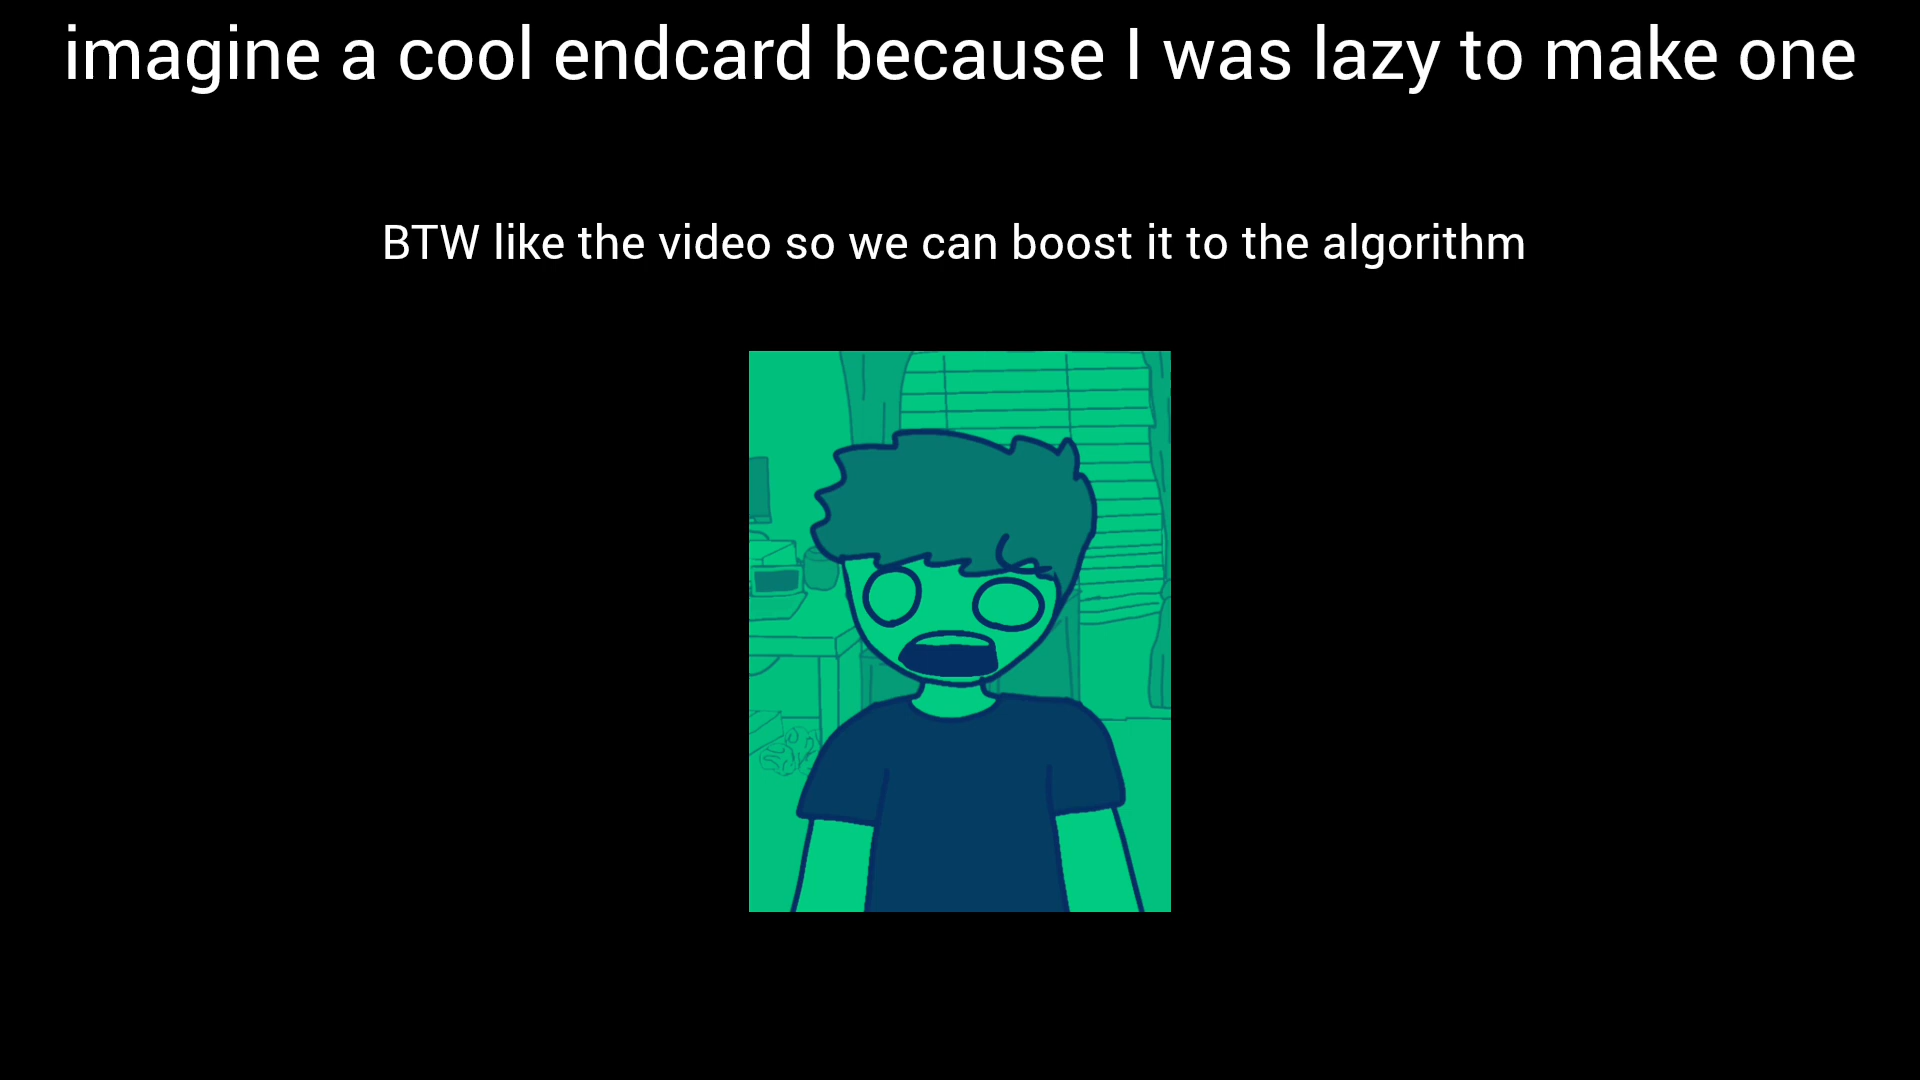 imagine a cool endcard because I was lazy to make one
BTW like the video so we can boost it to the algorithm